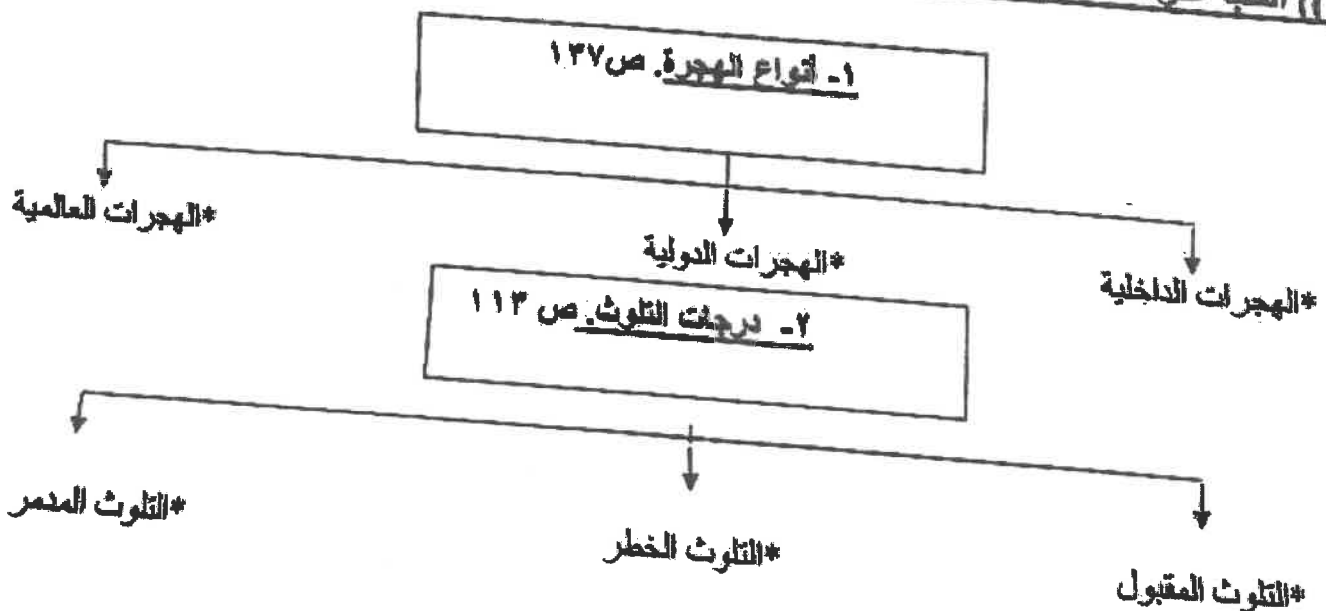 ١- أنواع الهجرة. ص١٣٧
*الهجرات الداخلية
*الهجرات الدولية
*الهجرات العالمية
٢- درجات التلوث. ص ١١٣
*التلوث المقبول
*التلوث الخطر
*التلوث المدمر